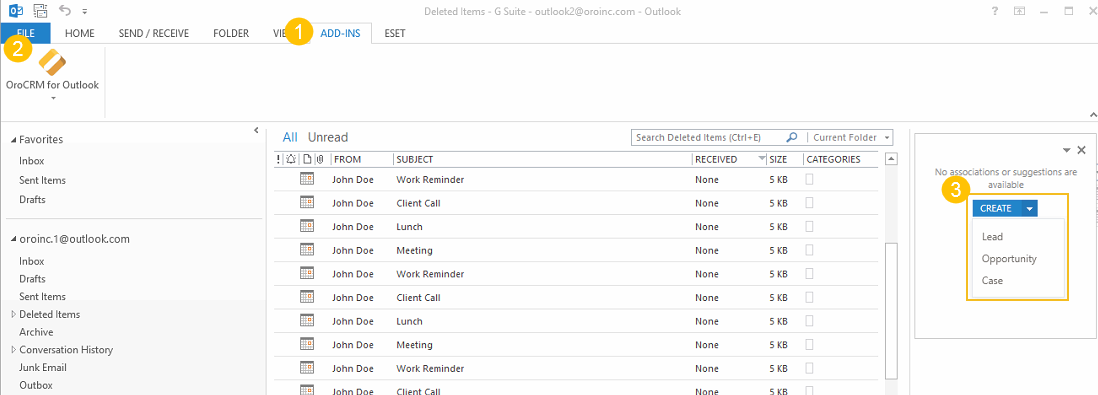 Deleted Items - G Suite - outlook2@oroinc.com - Outlook
FILE HOME SEND / RECEIVE FOLDER 1 ADD-INS ESET
2
OroCRM for Outlook
Favorites
Inbox
Sent Items
Drafts
oroinc.1@outlook.com
Inbox
Drafts
Sent Items
Deleted Items
Archive
Conversation History
Junk Email
Outbox
All Unread
Search Deleted Items (Ctrl+E) Current Folder
! FROM SUBJECT RECEIVED SIZE CATEGORIES
John Doe Work Reminder None 5 KB
John Doe Client Call None 5 KB
John Doe Lunch None 5 KB
John Doe Meeting None 5 KB
John Doe Work Reminder None 5 KB
John Doe Client Call None 5 KB
John Doe Lunch None 5 KB
John Doe Meeting None 5 KB
John Doe Work Reminder None 5 KB
John Doe Client Call None 5 KB
No associations or suggestions are
available
3
CREATE
Lead
Opportunity
Case